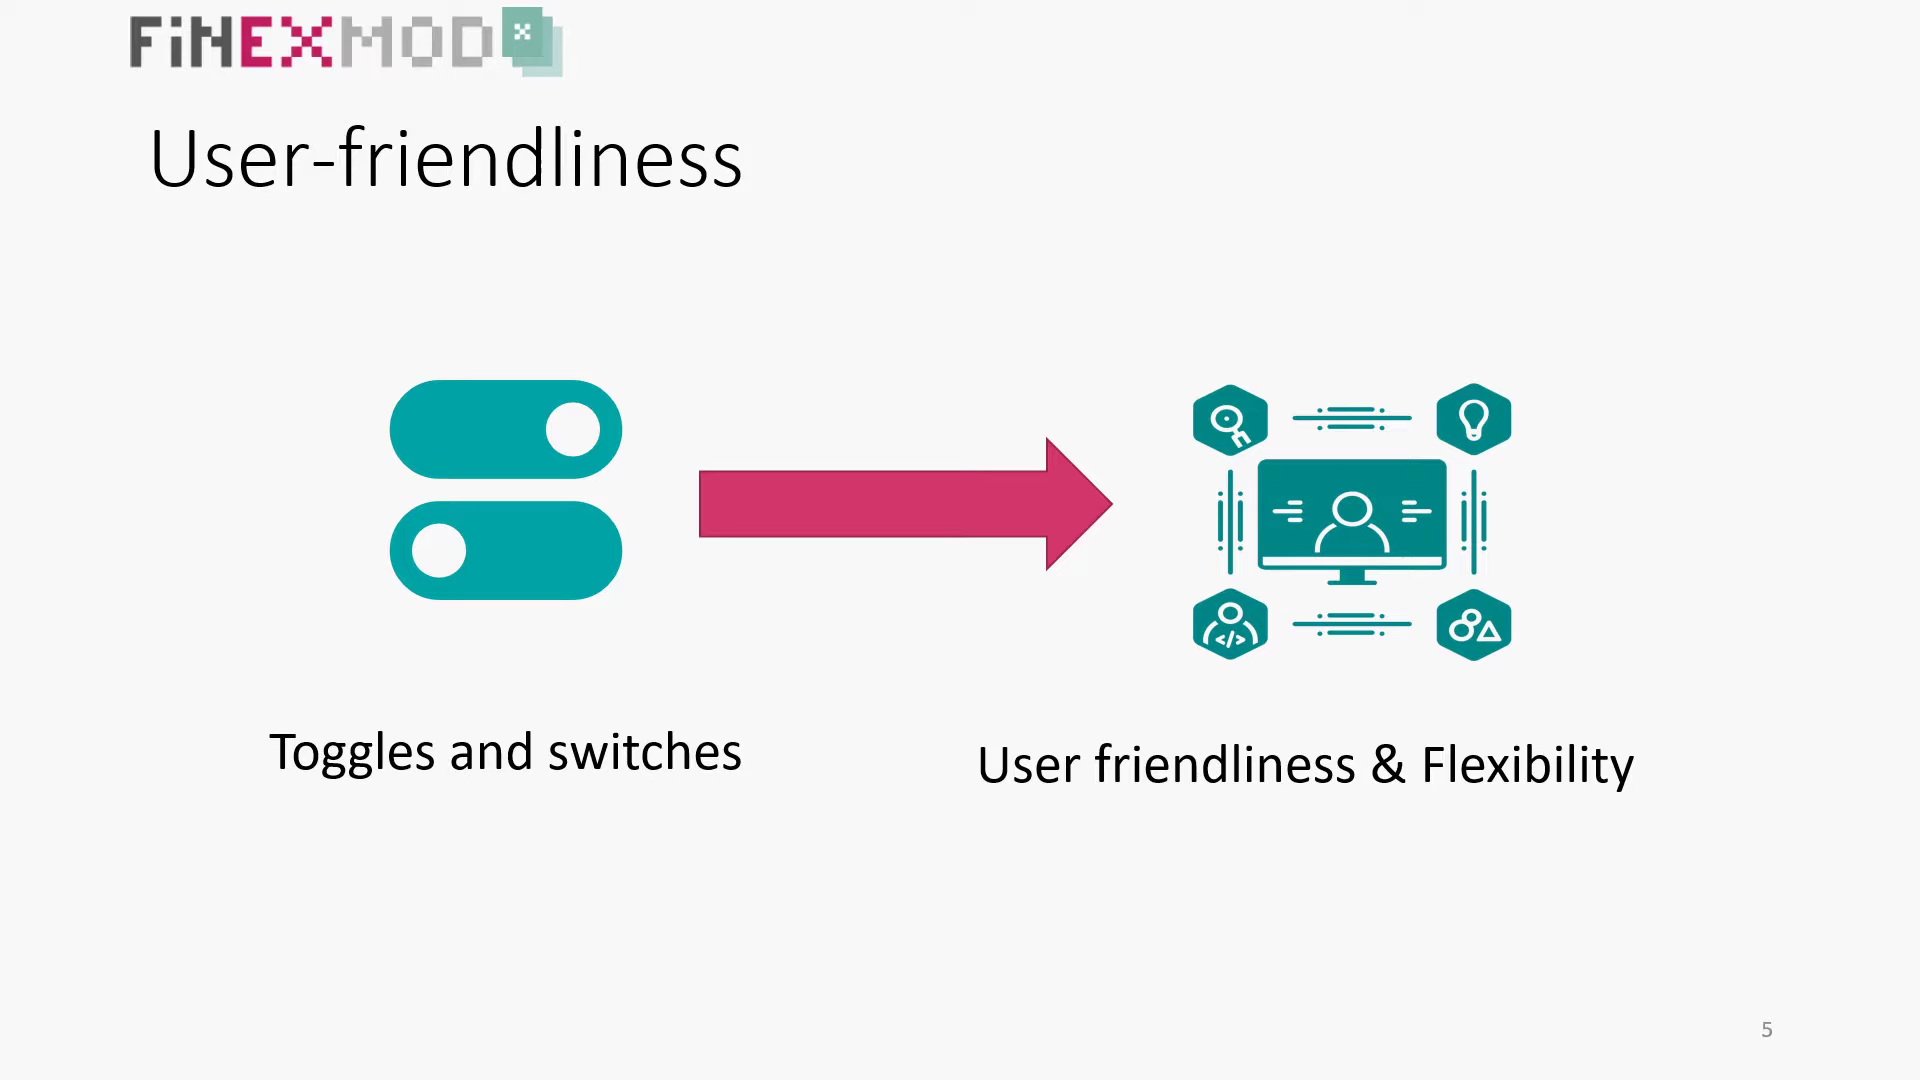 FiNEXMOD
User-friendliness
</>
Toggles and switches
User friendliness & Flexibility
5